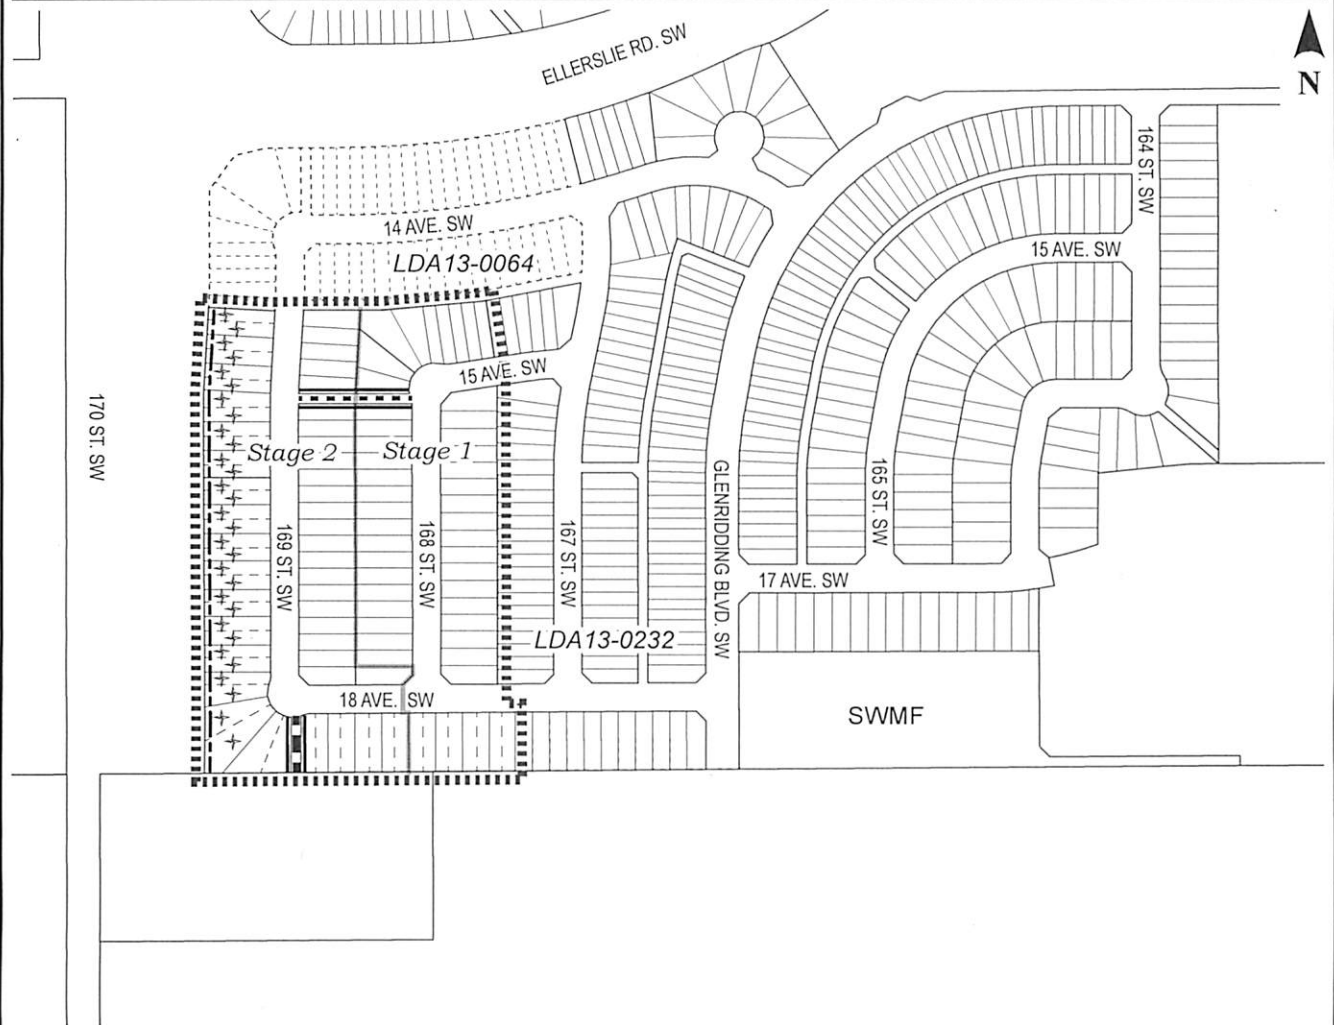 ELLERSLIE RD. SW
N
164 ST. SW
14 AVE. SW
15 AVE. SW
LDA13-0064
15 AVE. SW
170 ST. SW
Stage 2
Stage 1
169 ST. SW
168 ST. SW
167 ST. SW
GLENRIDDING BLVD. SW
165 ST. SW
17 AVE. SW
LDA13-0232
18 AVE. SW
SWMF